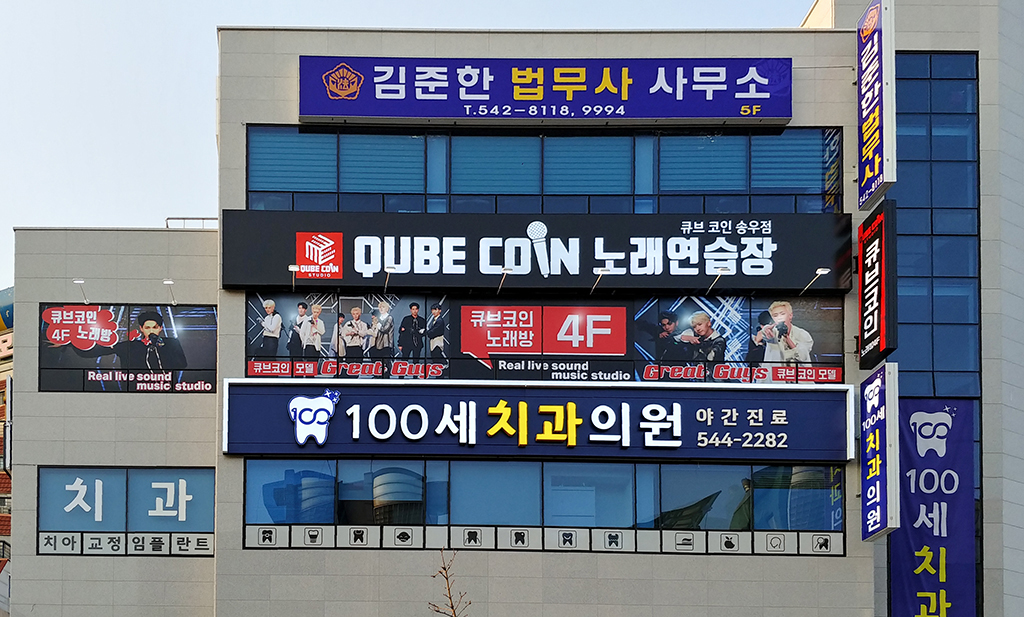 김준한 법무사 사무소
T.542-8118, 9994
5F
김준한법무사
542-8118
큐브 코인 송우점
QUBE COIN 노래연습장
QUBE COIN
STUDIO
큐브코인
4F 노래방
Real live sound
music studio
큐브코인 모델
Great Guys
큐브코인
노래방
4F
Real live sound
music studio
Great Guys
큐브코인 모델
큐브코인
100
100세치과의원
야간진료
544-2282
100
100세
치과의원
치과
치아교정임플란트
100
100
세
치
과